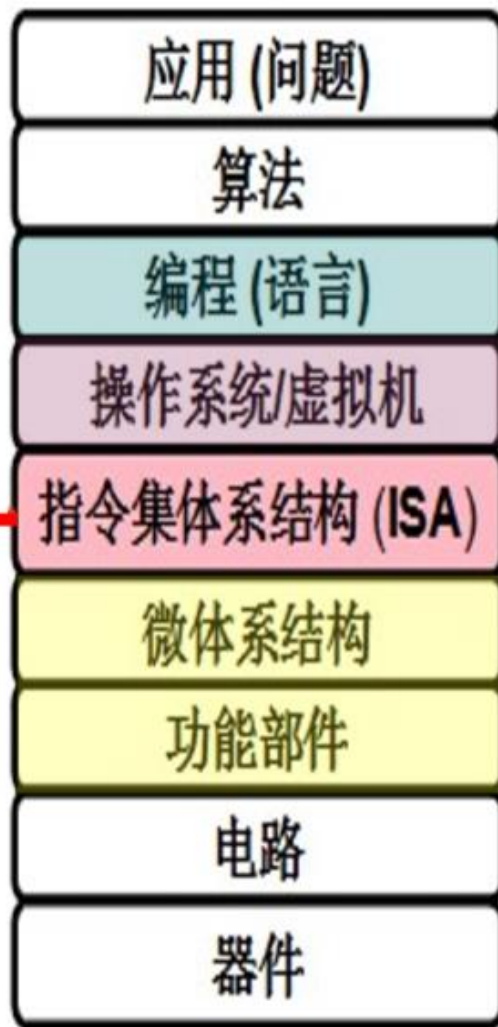 应用 (问题)
算法
编程 (语言)
操作系统/虚拟机
指令集体系结构 (ISA)
微体系结构
功能部件
电路
器件